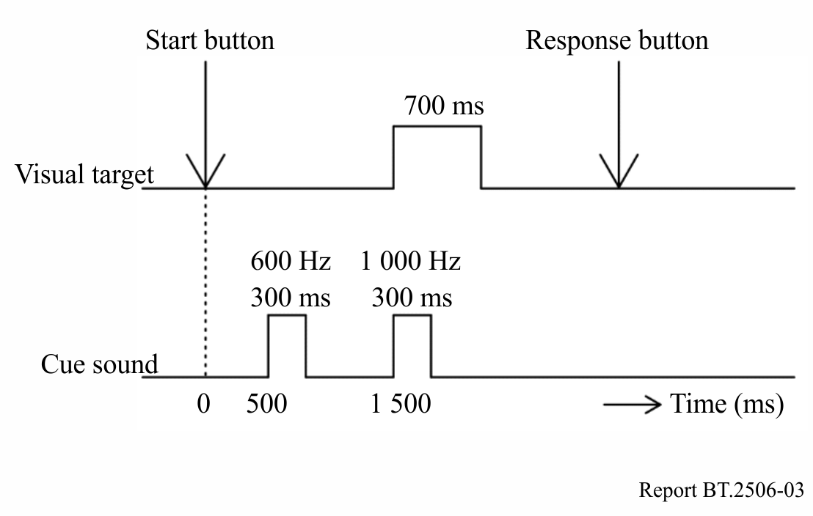 Start button
Response button
700 ms
Visual target
600 Hz
1 000 Hz
300 ms
300 ms
Cue sound
0
500
1 500
Time (ms)
Report BT.2506-03